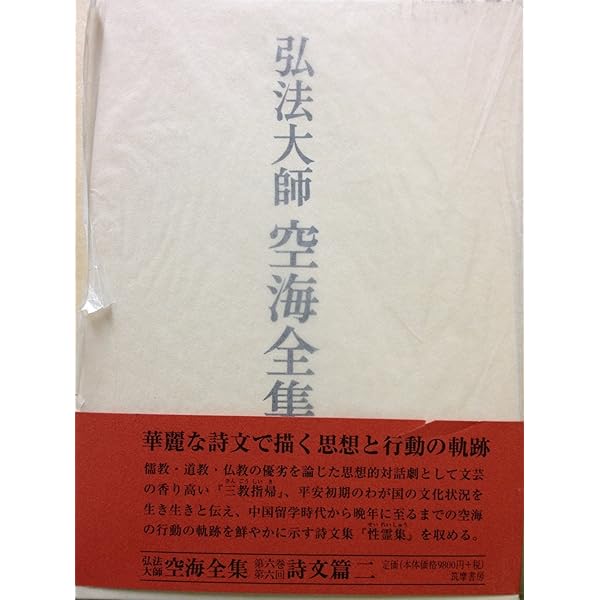 弘法大師 空海全集
華麗な詩文で描く思想と行動の軌跡
儒教・道教・仏教の優劣を論じた思想的対話劇として文芸
の香り高い『三教指帰』、平安初期のわが国の文化状況を
生き生きと伝え、中国留学時代から晩年に至るまでの空海
の行動の軌跡を鮮やかに示す詩文集『性霊集』を収める。
弘法大師 空海全集 第六巻 第六回 詩文篇 二 定価(本体価格9800円+税) 筑摩書房